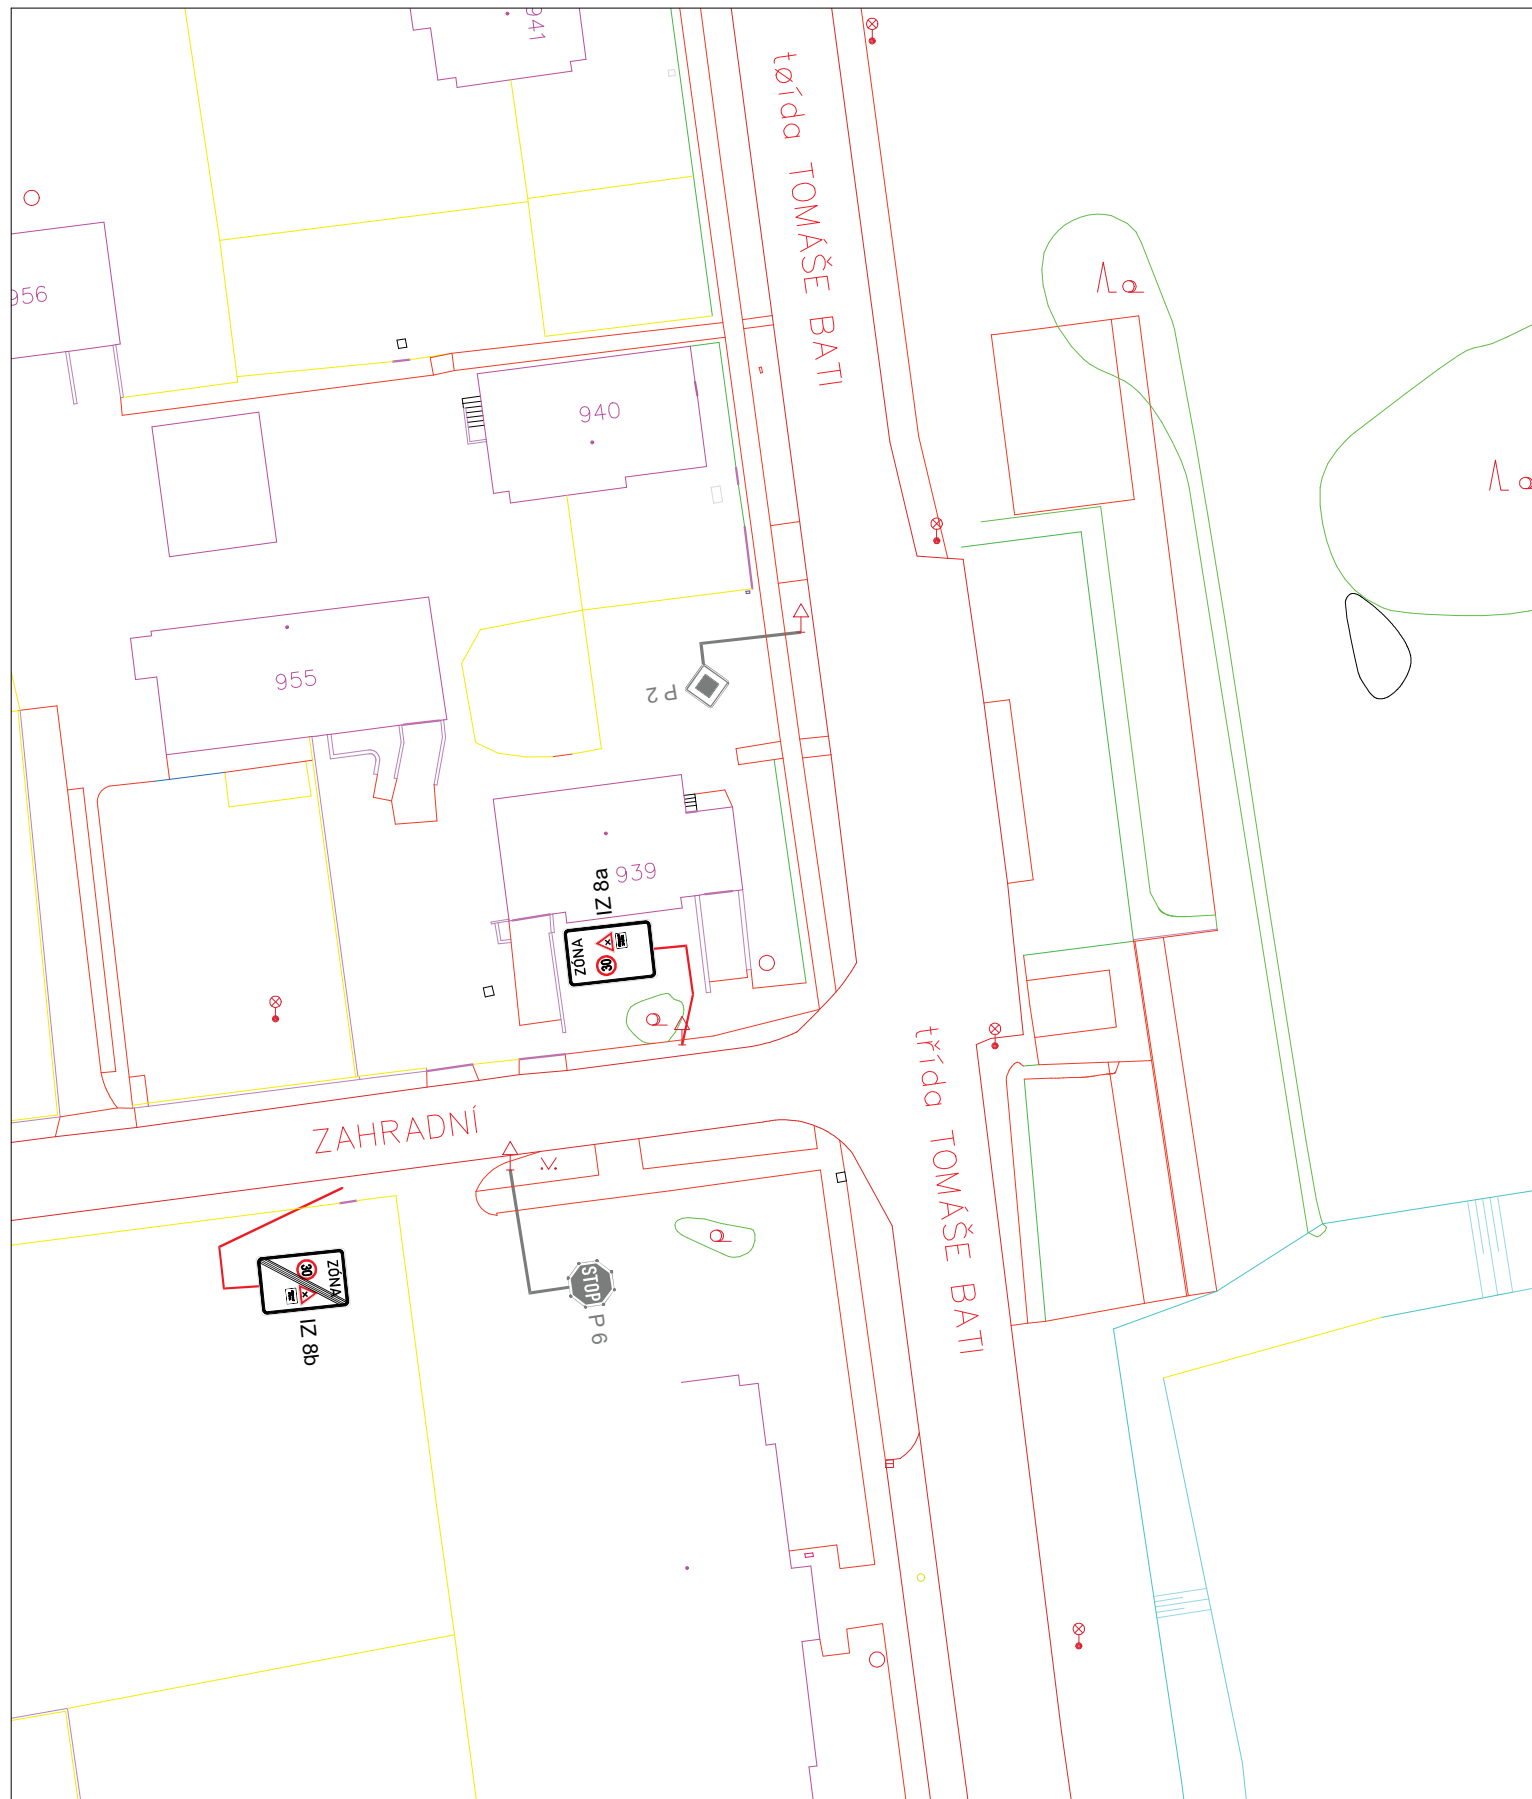 941
tøída TOMÁŠE BATI
956
940
955
P 2
939
IZ 8a
ZÓNA
30
třída TOMÁŠE BATI
ZAHRADNÍ
ZÓNA
30
IZ 8b
STOP
P 6